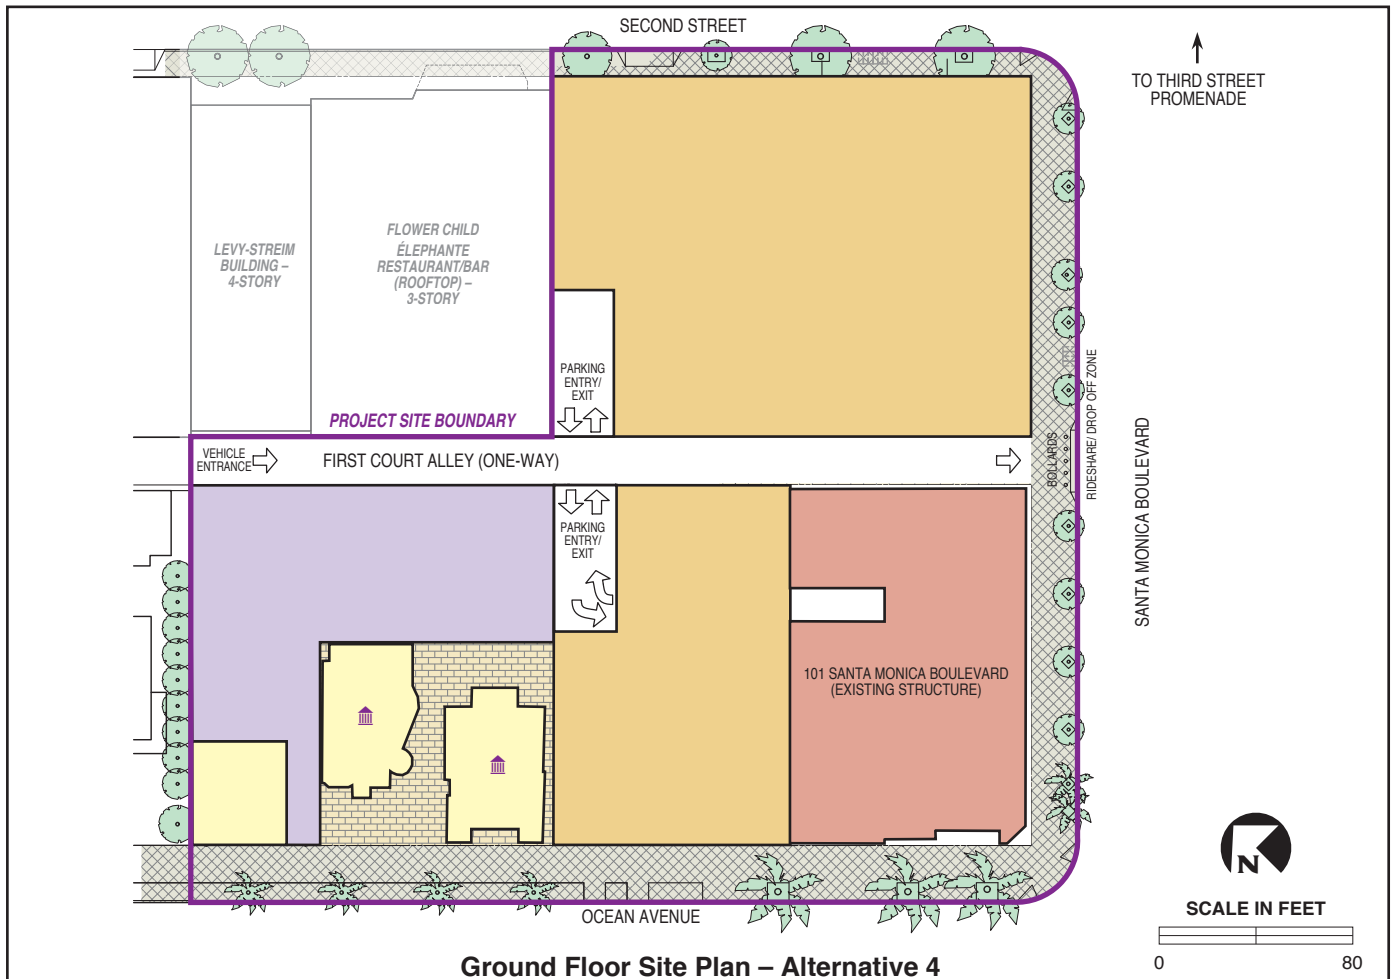 SECOND STREET
TO THIRD STREET
PROMENADE
LEVY-STREIM
BUILDING –
4-STORY
FLOWER CHILD
ÉLEPHANTE
RESTAURANT/BAR
(ROOFTOP) –
3-STORY
PARKING
ENTRY/
EXIT
PROJECT SITE BOUNDARY
VEHICLE
ENTRANCE
FIRST COURT ALLEY (ONE-WAY)
BOLLARDS
RIDESHARE/ DROP OFF ZONE
SANTA MONICA BOULEVARD
PARKING
ENTRY/
EXIT
101 SANTA MONICA BOULEVARD
(EXISTING STRUCTURE)
N
OCEAN AVENUE
SCALE IN FEET
0 80
Ground Floor Site Plan – Alternative 4